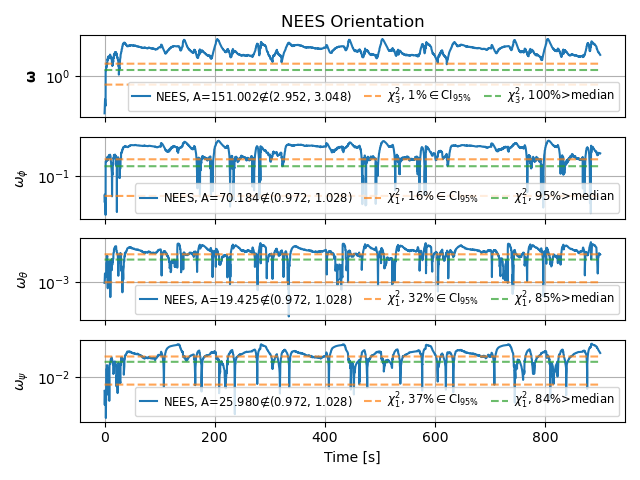 NEES Orientation
𝛚
10⁰
NEES, A=151.002∉(2.952, 3.048) χ²₃, 1%∈CI₉₅% χ²₃, 100%>median
ω_ϕ
10⁻¹
NEES, A=70.184∉(0.972, 1.028) χ²₁, 16%∈CI₉₅% χ²₁, 95%>median
ω_θ
10⁻³
NEES, A=19.425∉(0.972, 1.028) χ²₁, 32%∈CI₉₅% χ²₁, 85%>median
ω_ψ
10⁻²
NEES, A=25.980∉(0.972, 1.028) χ²₁, 37%∈CI₉₅% χ²₁, 84%>median
0 200 400 600 800
Time [s]